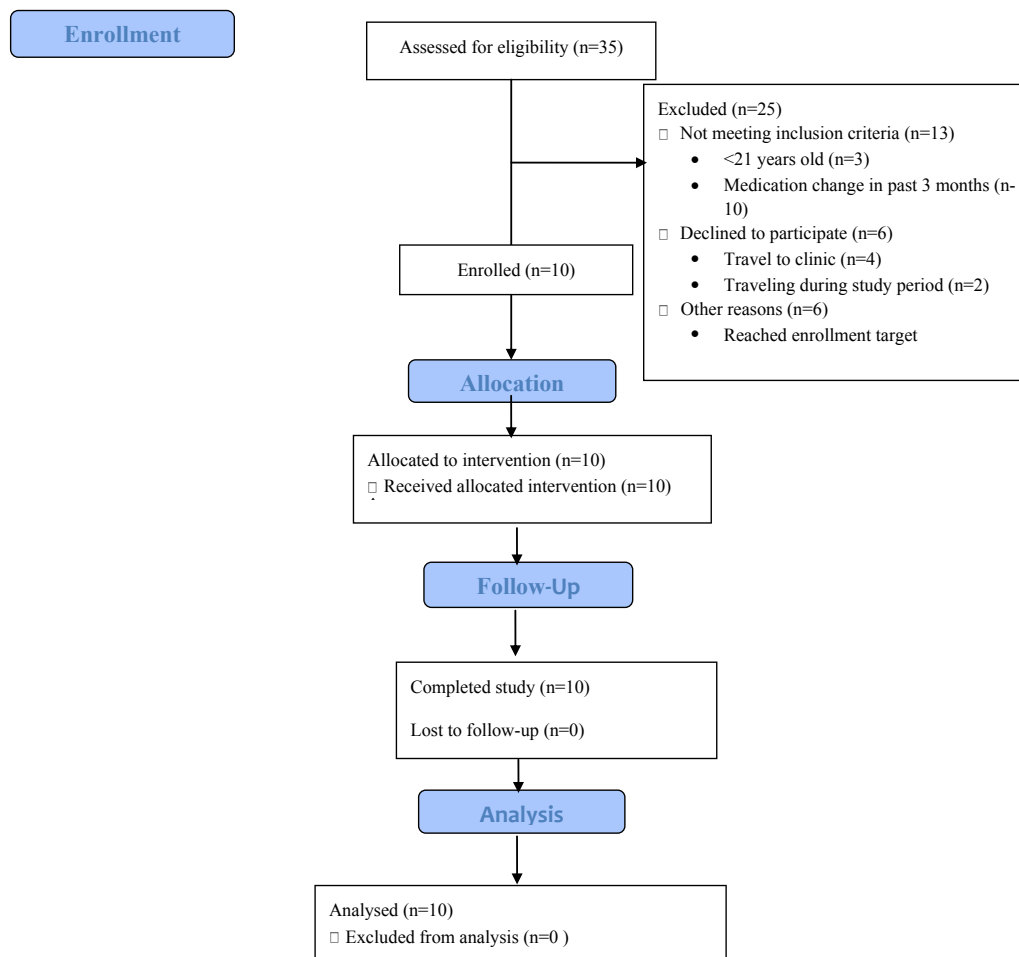 Enrollment
Assessed for eligibility (n=35)
Excluded (n=25)
□ Not meeting inclusion criteria (n=13)
• <21 years old (n=3)
• Medication change in past 3 months (n-
10)
□ Declined to participate (n=6)
• Travel to clinic (n=4)
• Traveling during study period (n=2)
□ Other reasons (n=6)
• Reached enrollment target
Enrolled (n=10)
Allocation
Allocated to intervention (n=10)
□ Received allocated intervention (n=10)
Follow-Up
Completed study (n=10)
Lost to follow-up (n=0)
Analysis
Analysed (n=10)
□ Excluded from analysis (n=0 )